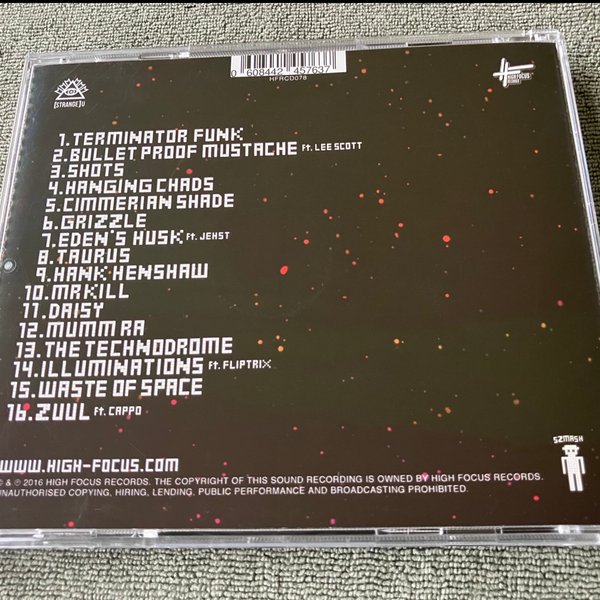 0 608442 457637
HFRCD078
[STRANGE]U
HIGH FOCUS
RECORDS
1.TERMINATOR FUNK
2.BULLET PROOF MUSTACHE Ft. LEE SCOTT
3.SHOTS
4.HANGING CHADS
5.CIMMERIAN SHADE
6.GRIZZLE
7.EDEN'S HUSK Ft. JEHST
8.TAURUS
9.HANK HENSHAW
10.MRKILL
11.DAISY
12.MUMM RA
13.THE TECHNODROME
14.ILLUMINATIONS Ft. FLIPTRIX
15.WASTE OF SPACE
16.ZUUL Ft. CAPPO
SZMASH
WWW.HIGH-FOCUS.COM
© & ℗ 2016 HIGH FOCUS RECORDS. THE COPYRIGHT OF THIS SOUND RECORDING IS OWNED BY HIGH FOCUS RECORDS.
UNAUTHORISED COPYING, HIRING, LENDING. PUBLIC PERFORMANCE AND BROADCASTING PROHIBITED.